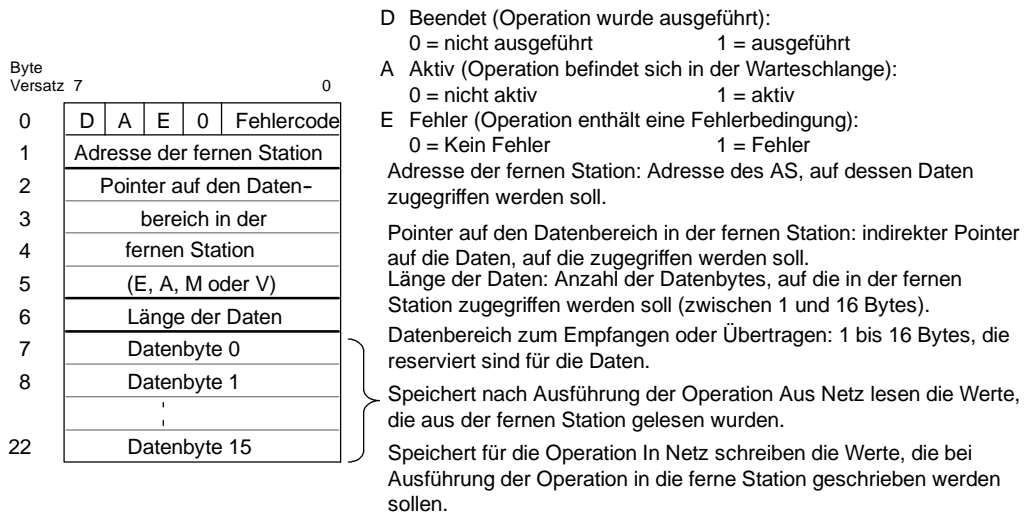 Byte
Versatz 7 0
0 D A E 0 Fehlercode
1 Adresse der fernen Station
2 Pointer auf den Daten-
3 bereich in der
4 fernen Station
5 (E, A, M oder V)
6 Länge der Daten
7 Datenbyte 0
8 Datenbyte 1
22 Datenbyte 15
D Beendet (Operation wurde ausgeführt):
0 = nicht ausgeführt 1 = ausgeführt
A Aktiv (Operation befindet sich in der Warteschlange):
0 = nicht aktiv 1 = aktiv
E Fehler (Operation enthält eine Fehlerbedingung):
0 = Kein Fehler 1 = Fehler
Adresse der fernen Station: Adresse des AS, auf dessen Daten
zugegriffen werden soll.
Pointer auf den Datenbereich in der fernen Station: indirekter Pointer
auf die Daten, auf die zugegriffen werden soll.
Länge der Daten: Anzahl der Datenbytes, auf die in der fernen
Station zugegriffen werden soll (zwischen 1 und 16 Bytes).
Datenbereich zum Empfangen oder Übertragen: 1 bis 16 Bytes, die
reserviert sind für die Daten.
Speichert nach Ausführung der Operation Aus Netz lesen die Werte,
die aus der fernen Station gelesen wurden.
Speichert für die Operation In Netz schreiben die Werte, die bei
Ausführung der Operation in die ferne Station geschrieben werden
sollen.